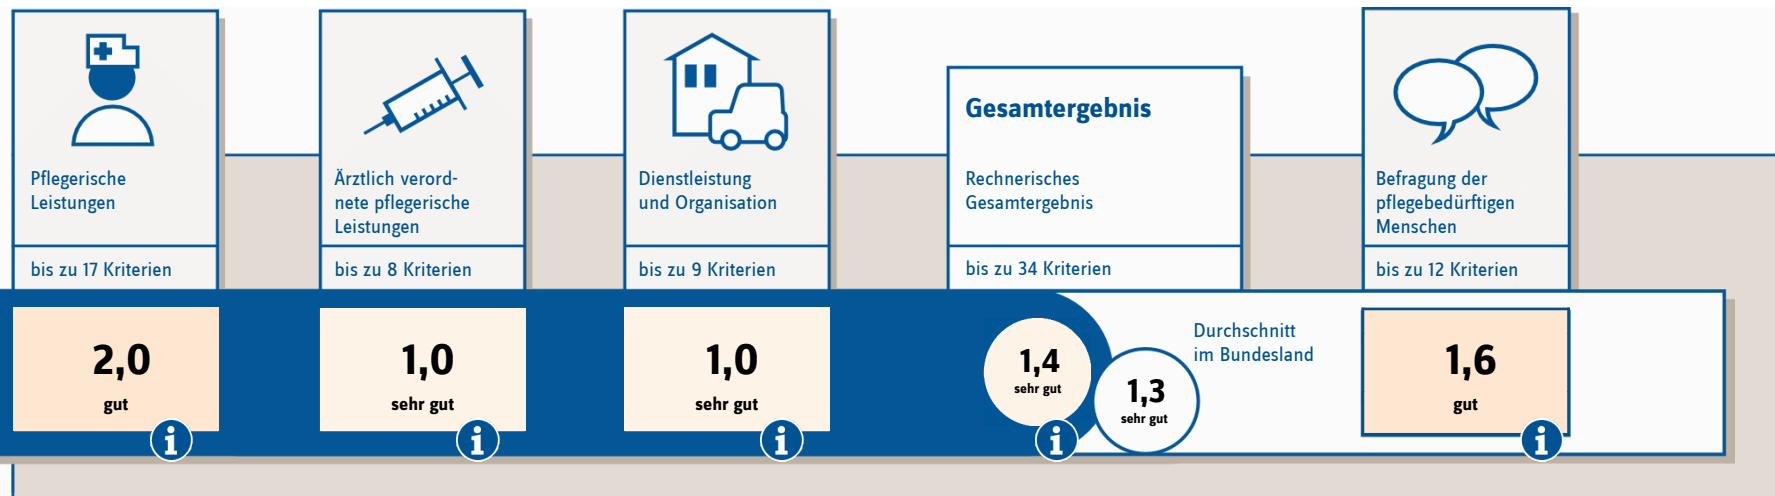 Pflegerische
Leistungen
bis zu 17 Kriterien
2,0
gut
i
Ärztlich verord-
nete pflegerische
Leistungen
bis zu 8 Kriterien
1,0
sehr gut
i
Dienstleistung
und Organisation
bis zu 9 Kriterien
1,0
sehr gut
i
Gesamtergebnis
Rechnerisches
Gesamtergebnis
bis zu 34 Kriterien
1,4
sehr gut
i
1,3
sehr gut
Durchschnitt
im Bundesland
Befragung der
pflegebedürftigen
Menschen
bis zu 12 Kriterien
1,6
gut
i